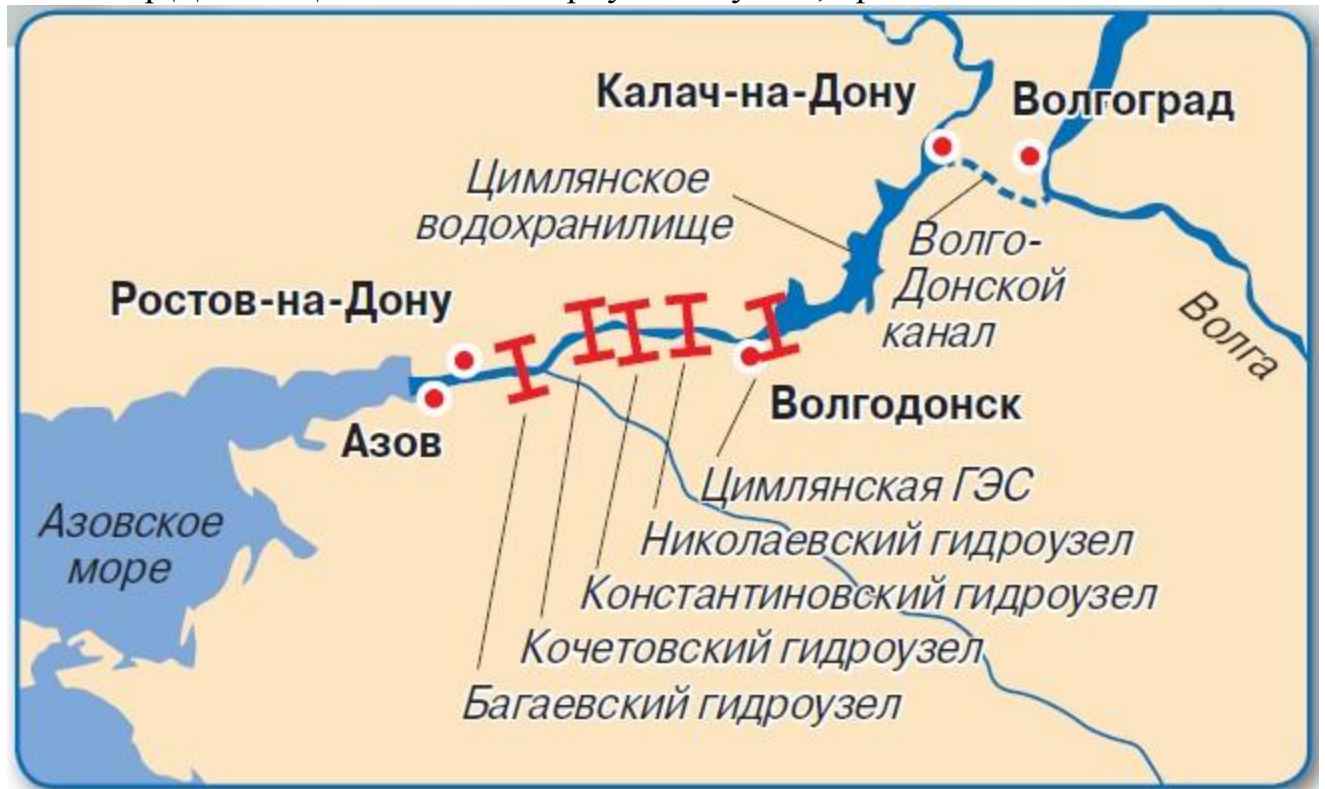 Калач-на-Дону
Волгоград
Цимлянское
водохранилище
Волго-
Донской
канал
Волга
Ростов-на-Дону
Азов
Волгодонск
Азовское
море
Цимлянская ГЭС
Николаевский гидроузел
Константиновский гидроузел
Кочетовский гидроузел
Багаевский гидроузел